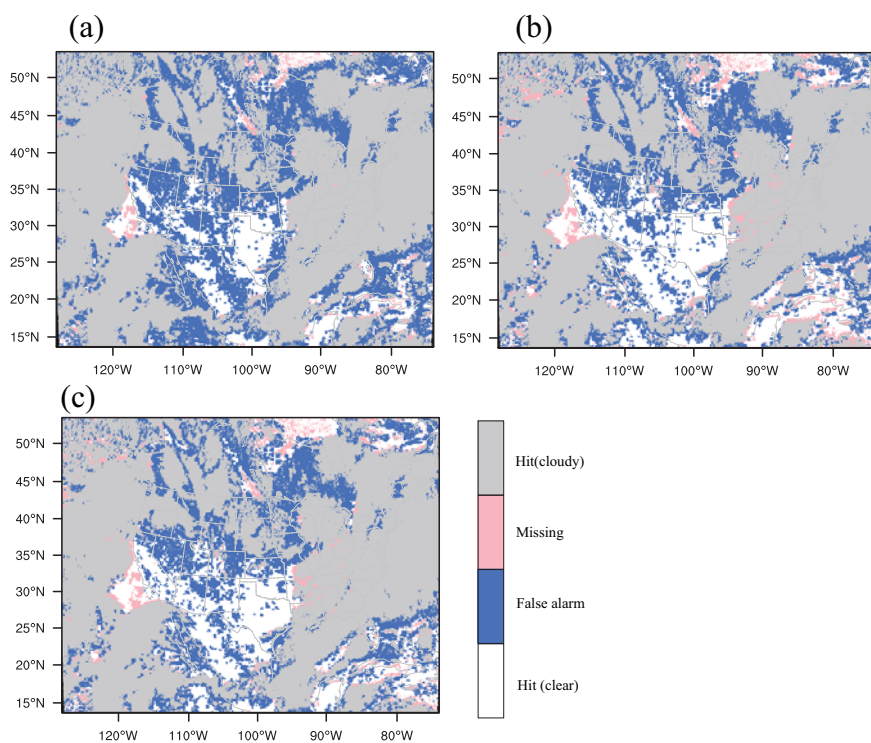 (a)
(b)
50°N
45°N
40°N
35°N
30°N
25°N
20°N
15°N
120°W
110°W
100°W
90°W
80°W
50°N
45°N
40°N
35°N
30°N
25°N
20°N
15°N
120°W
110°W
100°W
90°W
80°W
(c)
50°N
45°N
40°N
35°N
30°N
25°N
20°N
15°N
120°W
110°W
100°W
90°W
80°W
Hit(cloudy)
Missing
False alarm
Hit (clear)